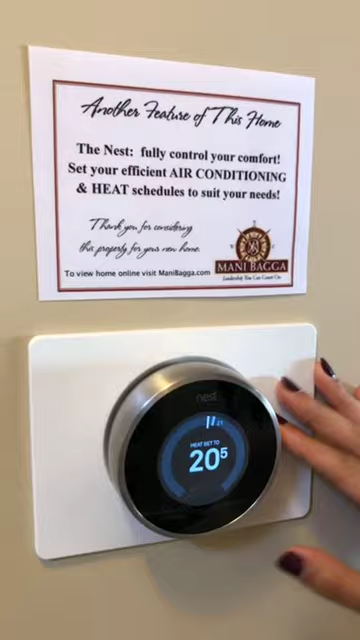 Another Feature of This Home
The Nest: fully control your comfort!
Set your efficient AIR CONDITIONING
& HEAT schedules to suit your needs!
Thank you for considering
this property for your new home.
MANI BAGGA
Leadership You Can Count On.
To view home online visit ManiBagga.com
nest
21
HEAT SET TO
20⁵